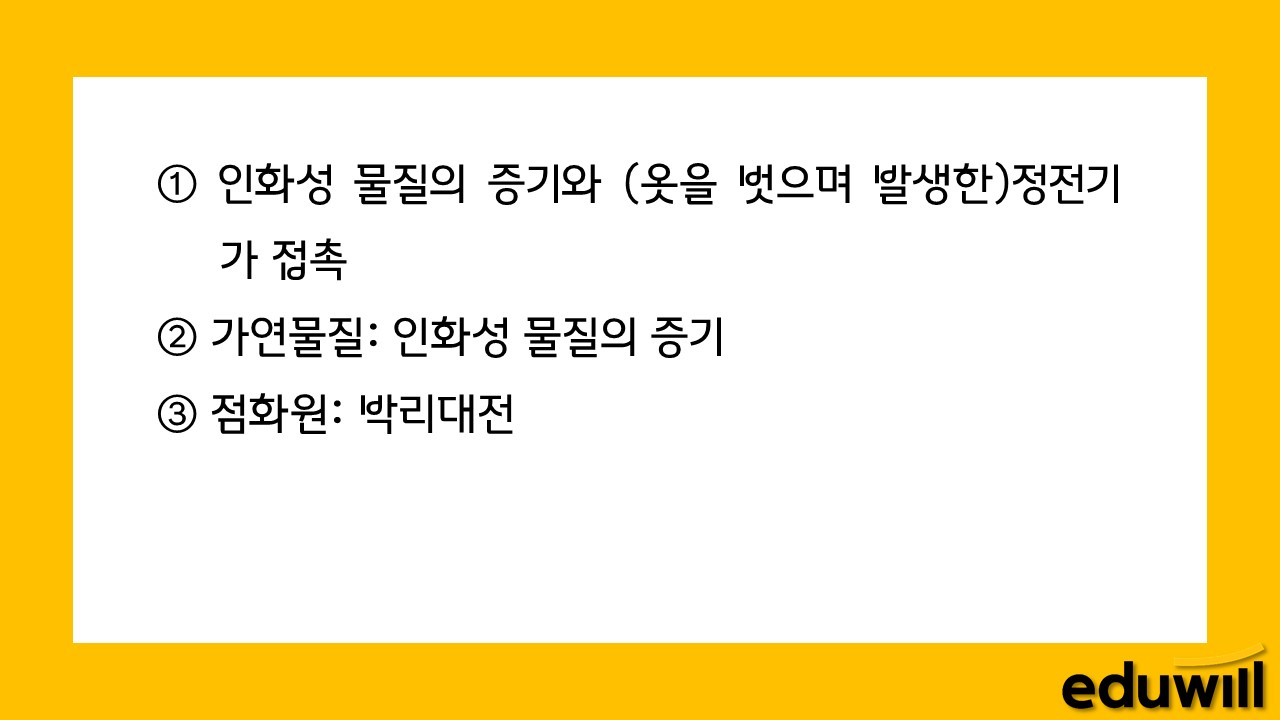 ① 인화성 물질의 증기와 (옷을 벗으며 발생한)정전기
가 접촉
② 가연물질: 인화성 물질의 증기
③ 점화원: 박리대전
eduwill